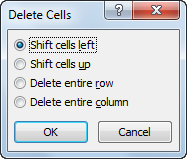 Delete Cells
Shift cells left
Shift cells up
Delete entire row
Delete entire column
OK Cancel